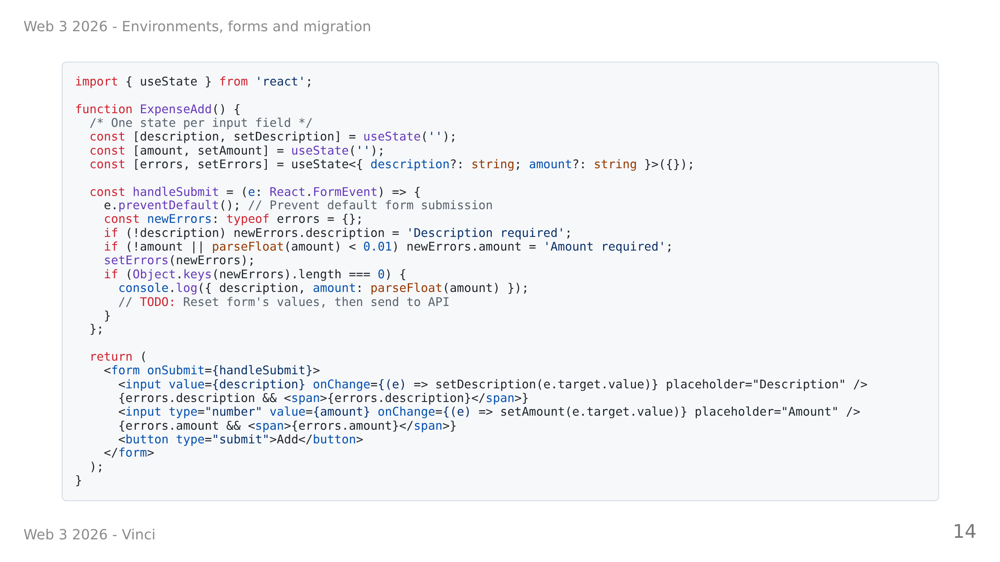 Web 3 2026 - Environments, forms and migration
import { useState } from 'react';
function ExpenseAdd() {
  /* One state per input field */
  const [description, setDescription] = useState('');
  const [amount, setAmount] = useState('');
  const [errors, setErrors] = useState<{ description?: string; amount?: string }>({});
  const handleSubmit = (e: React.FormEvent) => {
    e.preventDefault(); // Prevent default form submission
    const newErrors: typeof errors = {};
    if (!description) newErrors.description = 'Description required';
    if (!amount || parseFloat(amount) < 0.01) newErrors.amount = 'Amount required';
    setErrors(newErrors);
    if (Object.keys(newErrors).length === 0) {
      console.log({ description, amount: parseFloat(amount) });
      // TODO: Reset form's values, then send to API
    }
  };
  return (
    <form onSubmit={handleSubmit}>
      <input value={description} onChange={(e) => setDescription(e.target.value)} placeholder="Description" />
      {errors.description && <span>{errors.description}</span>}
      <input type="number" value={amount} onChange={(e) => setAmount(e.target.value)} placeholder="Amount" />
      {errors.amount && <span>{errors.amount}</span>}
      <button type="submit">Add</button>
    </form>
  );
}
Web 3 2026 - Vinci
14